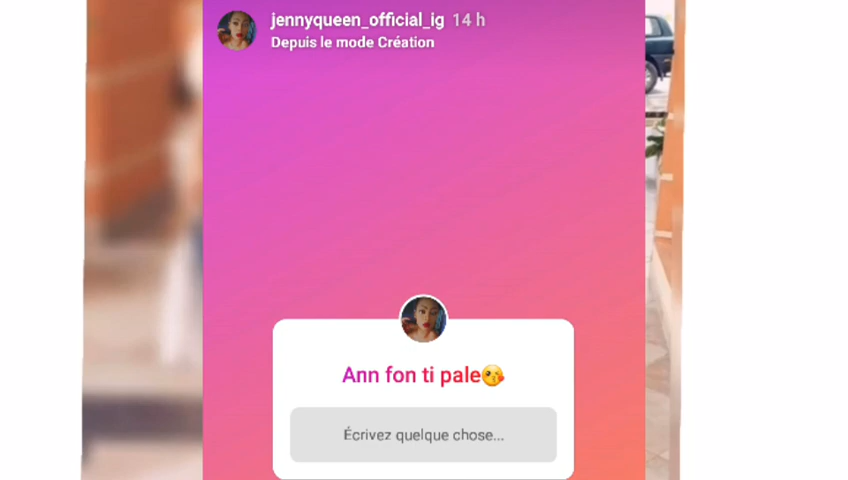 jennyqueen_official_ig 14 h
Depuis le mode Création
Ann fon ti pale😘
Écrivez quelque chose...